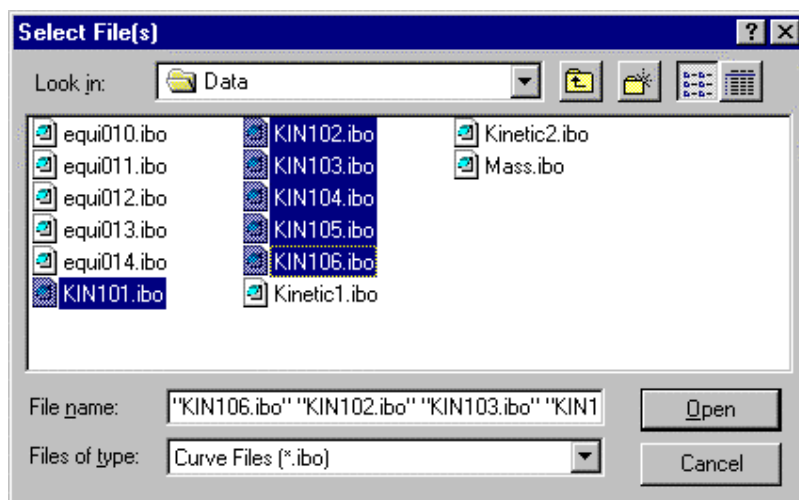 Select File(s)
Look in: Data
equi010.ibo
equi011.ibo
equi012.ibo
equi013.ibo
equi014.ibo
KIN101.ibo
KIN102.ibo
KIN103.ibo
KIN104.ibo
KIN105.ibo
KIN106.ibo
Kinetic1.ibo
Kinetic2.ibo
Mass.ibo
File name: "KIN106.ibo" "KIN102.ibo" "KIN103.ibo" "KIN1
Open
Files of type: Curve Files (*.ibo)
Cancel